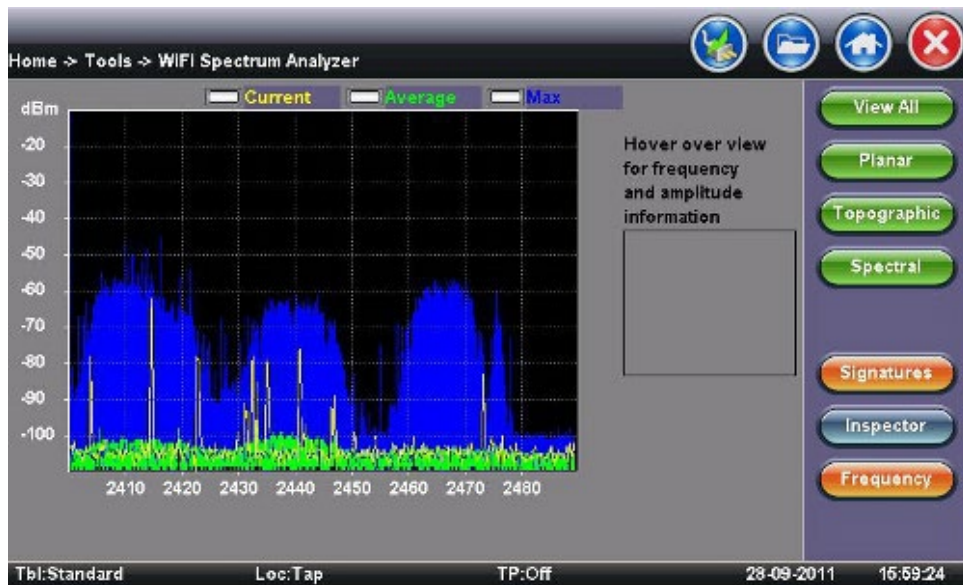 Home -> Tools -> WiFi Spectrum Analyzer
Current Average Max
dBm
-20
-30
-40
-50
-60
-70
-80
-90
-100
2410 2420 2430 2440 2450 2460 2470 2480
Hover over view
for frequency
and amplitude
information
View All
Planar
Topographic
Spectral
Signatures
Inspector
Frequency
Tbl:Standard Loc:Tap TP:Off 28-09-2011 15:59:24